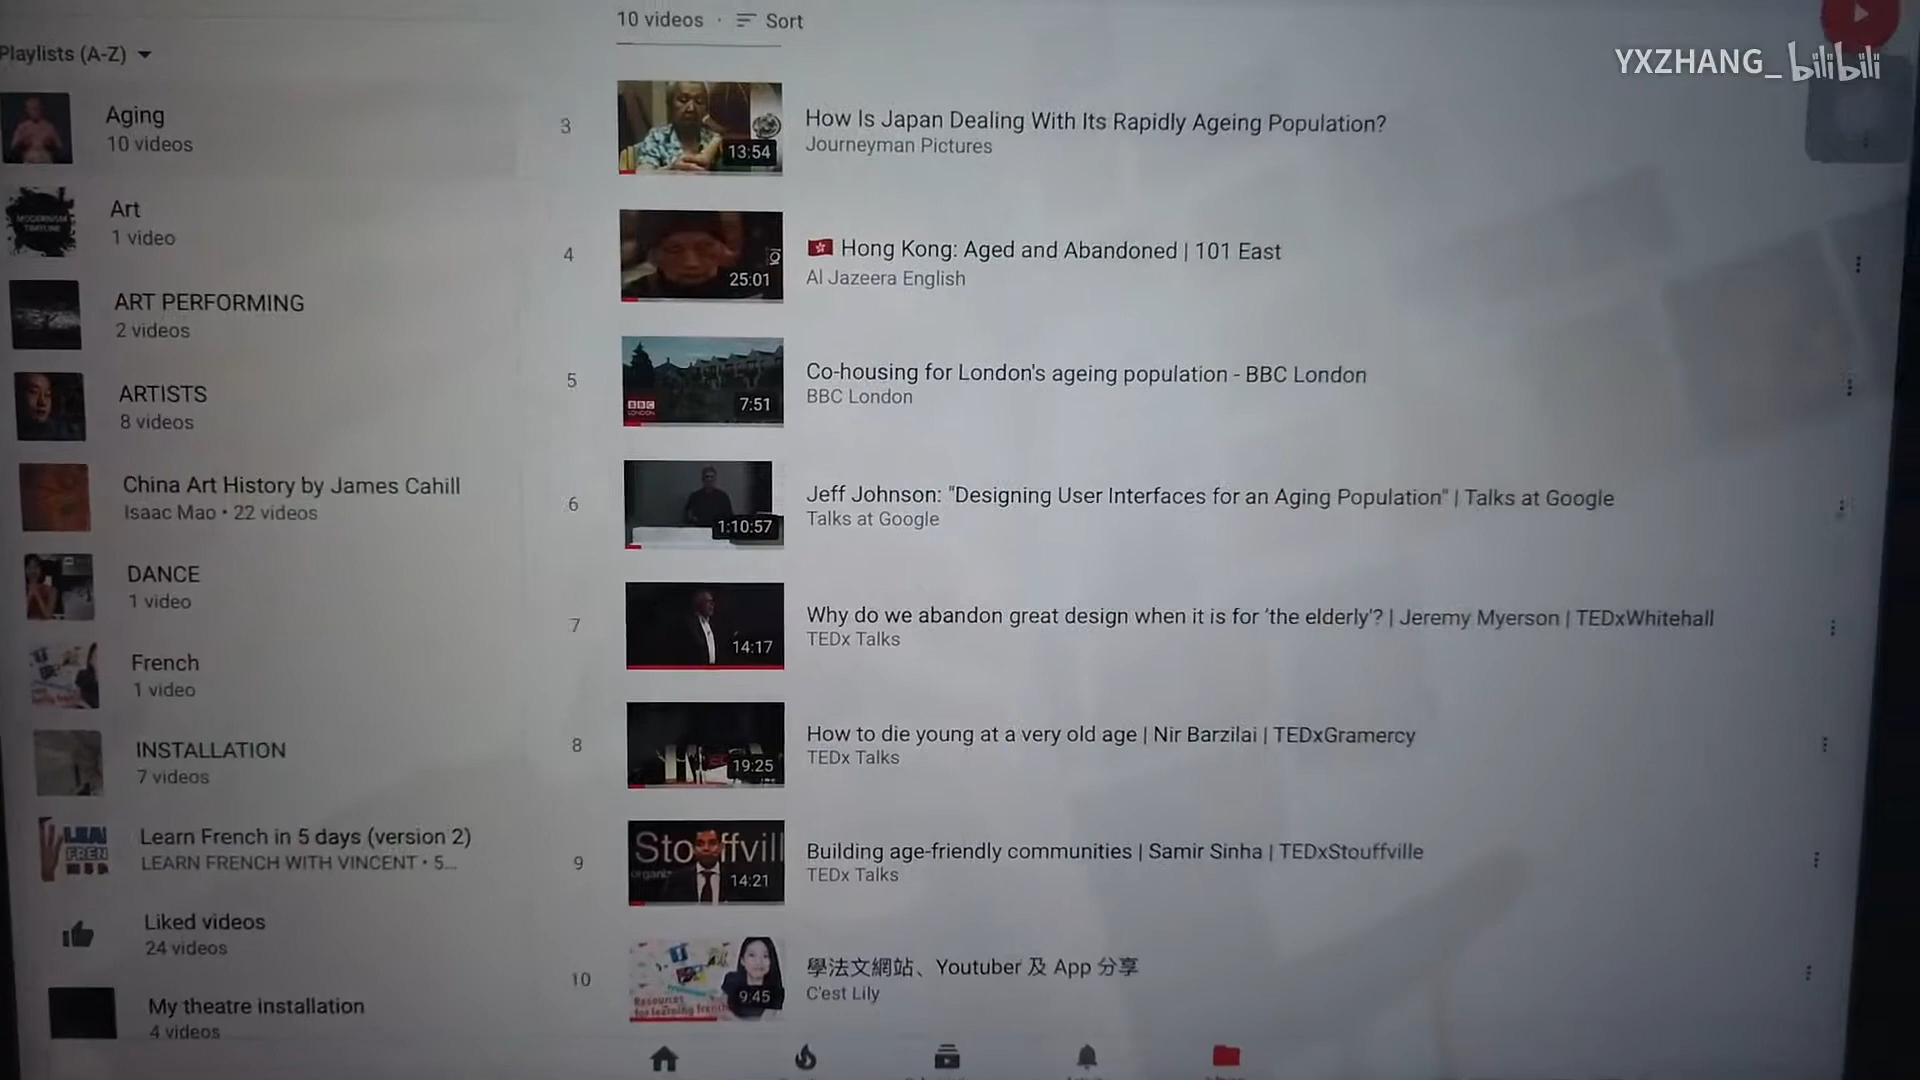 10 videos · Sort
Playlists (A-Z)
YXZHANG_ bilibili
Aging
10 videos
Art
1 video
ART PERFORMING
2 videos
ARTISTS
8 videos
China Art History by James Cahill
Isaac Mao • 22 videos
DANCE
1 video
French
1 video
INSTALLATION
7 videos
Learn French in 5 days (version 2)
LEARN FRENCH WITH VINCENT • 5...
Liked videos
24 videos
My theatre installation
4 videos
MODERNISM
3
13:54
How Is Japan Dealing With Its Rapidly Ageing Population?
Journeyman Pictures
4
25:01
Hong Kong: Aged and Abandoned | 101 East
Al Jazeera English
5
BBC
LONDON
7:51
Co-housing for London's ageing population - BBC London
BBC London
6
1:10:57
Jeff Johnson: "Designing User Interfaces for an Aging Population" | Talks at Google
Talks at Google
7
14:17
Why do we abandon great design when it is for ‘the elderly’? | Jeremy Myerson | TEDxWhitehall
TEDx Talks
8
19:25
How to die young at a very old age | Nir Barzilai | TEDxGramercy
TEDx Talks
9
14:21
Building age-friendly communities | Samir Sinha | TEDxStouffville
TEDx Talks
10
Resources
for learning french
9:45
學法文網站、Youtuber 及 App 分享
C'est Lily